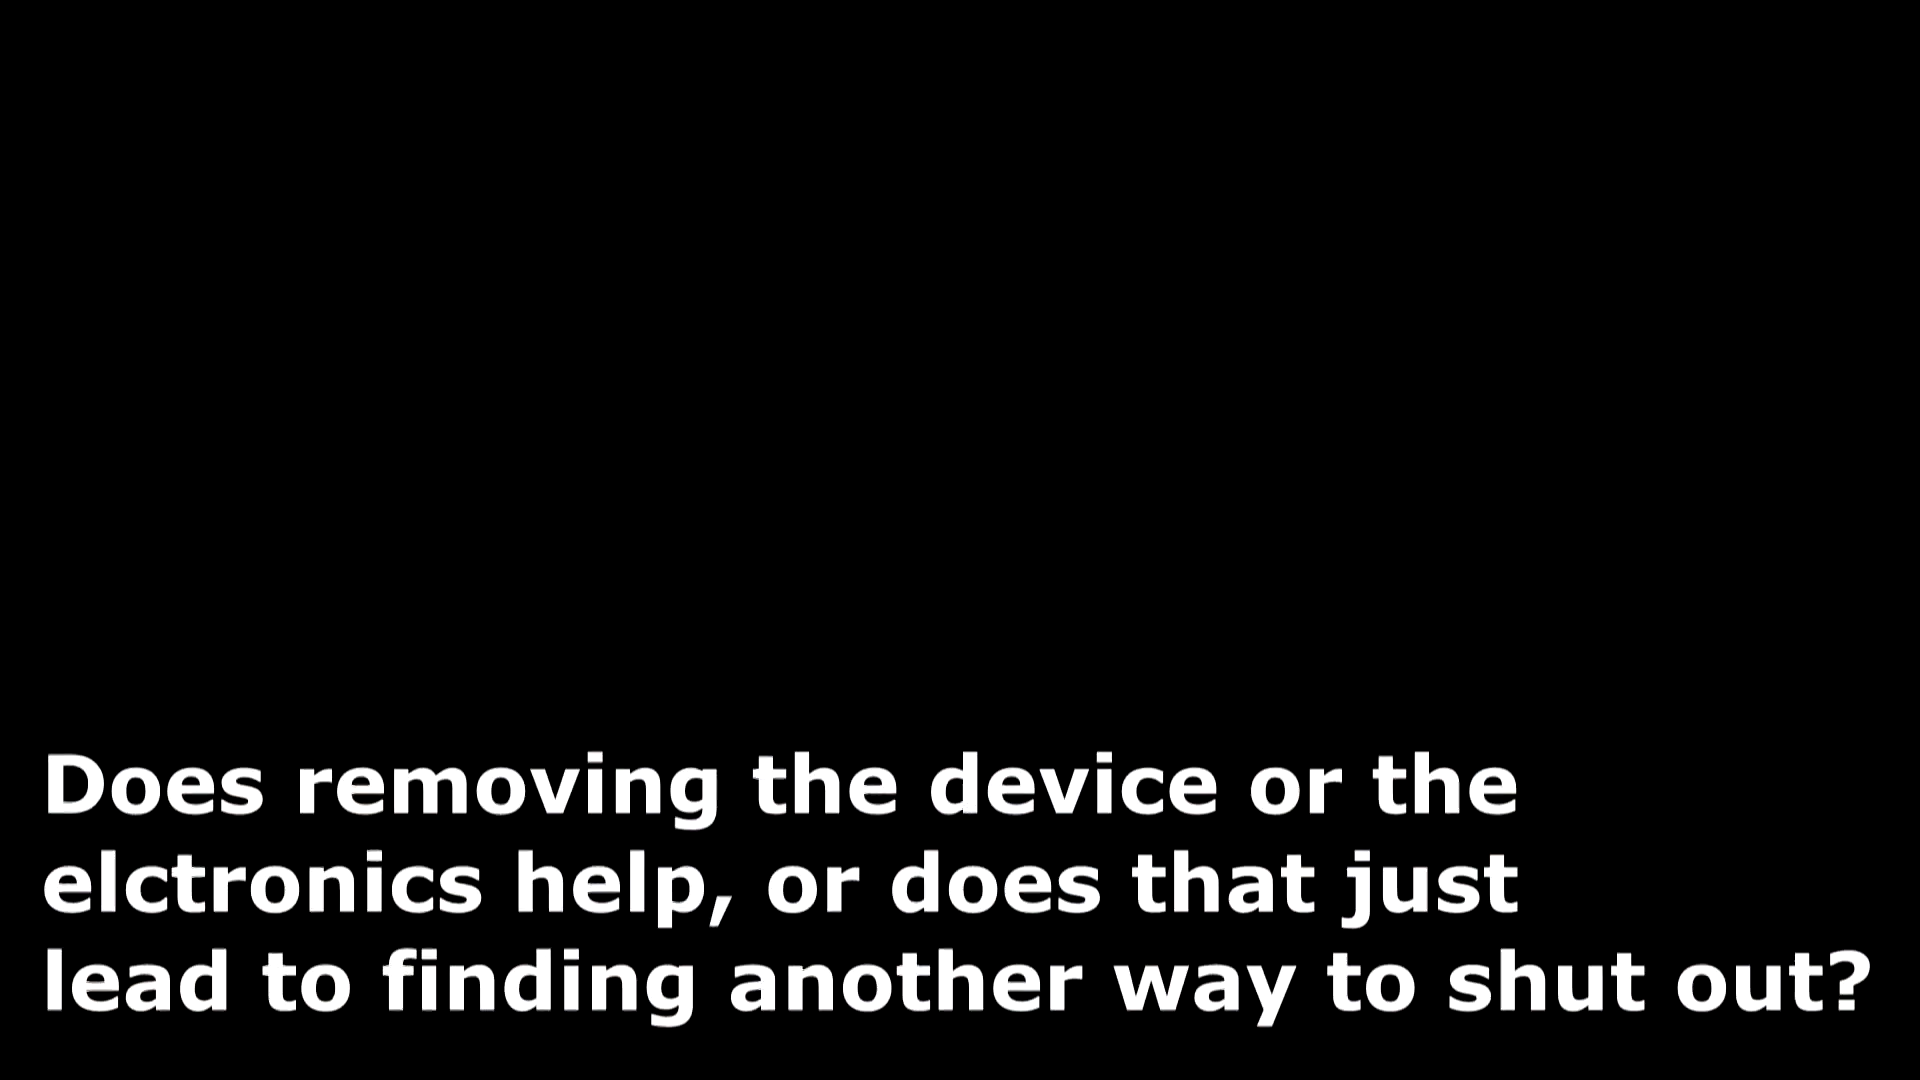 Does removing the device or the
elctronics help, or does that just
lead to finding another way to shut out?